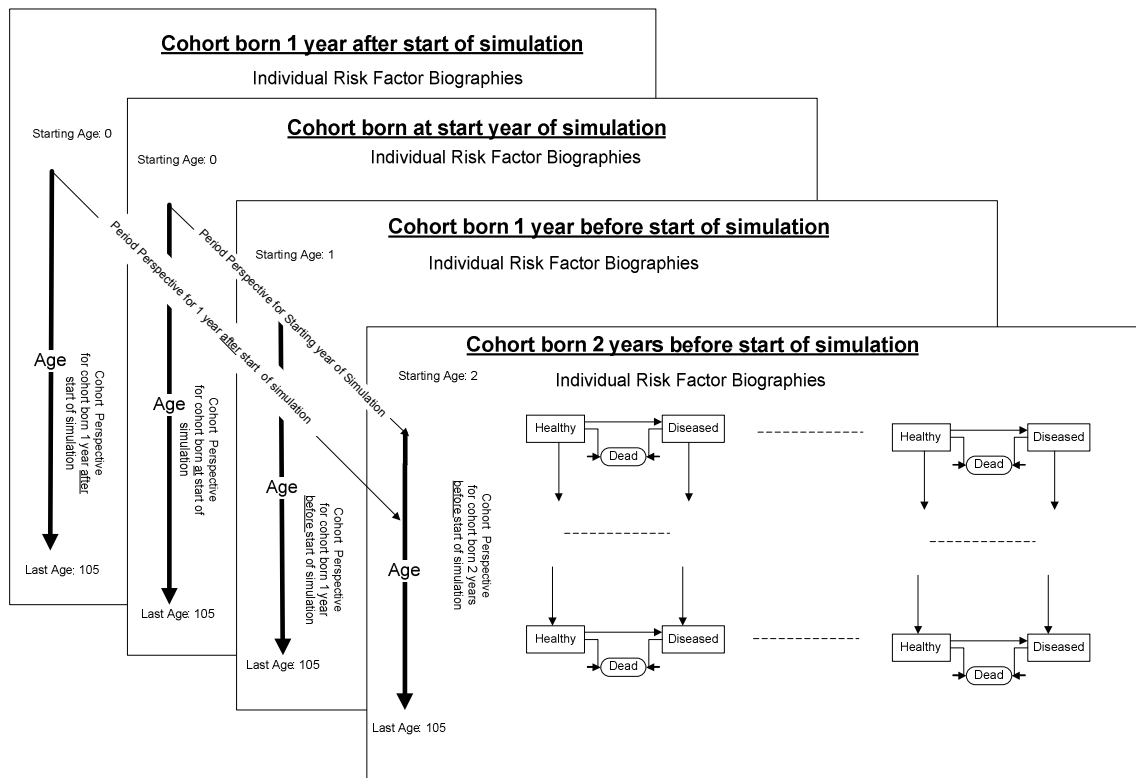 Cohort born 1 year after start of simulation
Individual Risk Factor Biographies
Starting Age: 0
Period Perspective for 1 year after start of simulation
Age
Cohort Perspective
for cohort born 1 year after
start of simulation
Last Age: 105
Cohort born at start year of simulation
Individual Risk Factor Biographies
Starting Age: 0
Period Perspective for Starting year of Simulation
Age
Cohort Perspective
for cohort born at start of
simulation
Last Age: 105
Cohort born 1 year before start of simulation
Individual Risk Factor Biographies
Starting Age: 1
Age
Cohort Perspective
for cohort born 1 year
before start of simulation
Last Age: 105
Cohort born 2 years before start of simulation
Starting Age: 2
Individual Risk Factor Biographies
Age
Cohort Perspective
for cohort born 2 years
before start of simulation
Last Age: 105
Healthy
Diseased
Dead
Healthy
Diseased
Dead
Healthy
Diseased
Dead
Healthy
Diseased
Dead